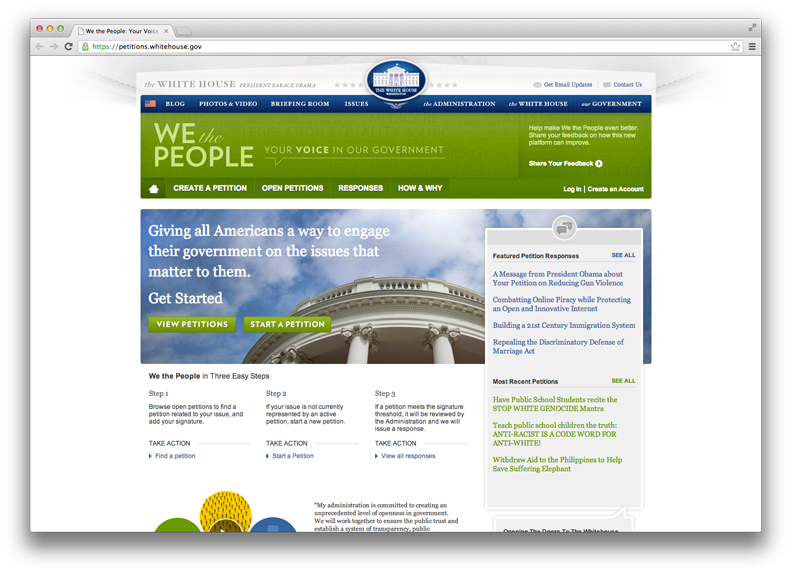 We the People: Your Voice
https://petitions.whitehouse.gov
the WHITE HOUSE PRESIDENT BARACK OBAMA
THE WHITE HOUSE
WASHINGTON
Get Email Updates
Contact Us
BLOG PHOTOS & VIDEO BRIEFING ROOM ISSUES the ADMINISTRATION the WHITE HOUSE our GOVERNMENT
WE the
PEOPLE
YOUR VOICE IN OUR GOVERNMENT
Help make We the People even better.
Share your feedback on how this new
platform can improve.
Share Your Feedback
CREATE A PETITION OPEN PETITIONS RESPONSES HOW & WHY
Log In | Create an Account
Giving all Americans a way to engage
their government on the issues that
matter to them.
Get Started
VIEW PETITIONS START A PETITION
Featured Petition Responses SEE ALL
A Message from President Obama about
Your Petition on Reducing Gun Violence
Combatting Online Piracy while Protecting
an Open and Innovative Internet
Building a 21st Century Immigration System
Repealing the Discriminatory Defense of
Marriage Act
Most Recent Petitions SEE ALL
Have Public School Students recite the
STOP WHITE GENOCIDE Mantra
Teach public school children the truth:
ANTI-RACIST IS A CODE WORD FOR
ANTI-WHITE!
Withdraw Aid to the Philippines to Help
Save Suffering Elephant
We the People in Three Easy Steps
Step 1
Browse open petitions to find a
petition related to your issue, and
add your signature.
TAKE ACTION
Find a petition
Step 2
If your issue is not currently
represented by an active
petition, start a new petition.
TAKE ACTION
Start a Petition
Step 3
If a petition meets the signature
threshold, it will be reviewed by
the Administration and we will
issue a response.
TAKE ACTION
View all responses
"My administration is committed to creating an
unprecedented level of openness in government.
We will work together to ensure the public trust and
establish a system of transparency, public
Opening The Doors To The Whitehouse